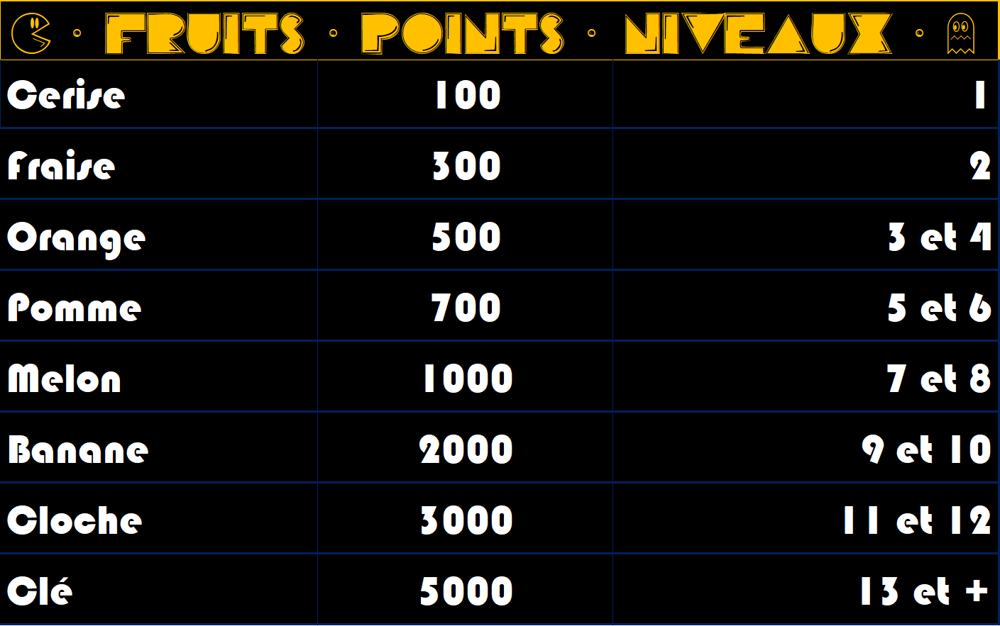 FRUITS · POINTS · NIVEAUX
Cerise 100 1
Fraise 300 2
Orange 500 3 et 4
Pomme 700 5 et 6
Melon 1000 7 et 8
Banane 2000 9 et 10
Cloche 3000 11 et 12
Clé 5000 13 et +